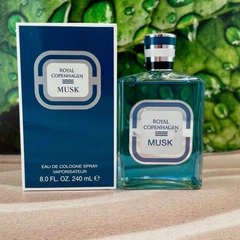 ROYAL
COPENHAGEN
MUSK
EAU DE COLOGNE SPRAY
VAPORISATEUR
8.0 FL. OZ. 240 mL ℮
ROYAL
COPENHAGEN
MUSK